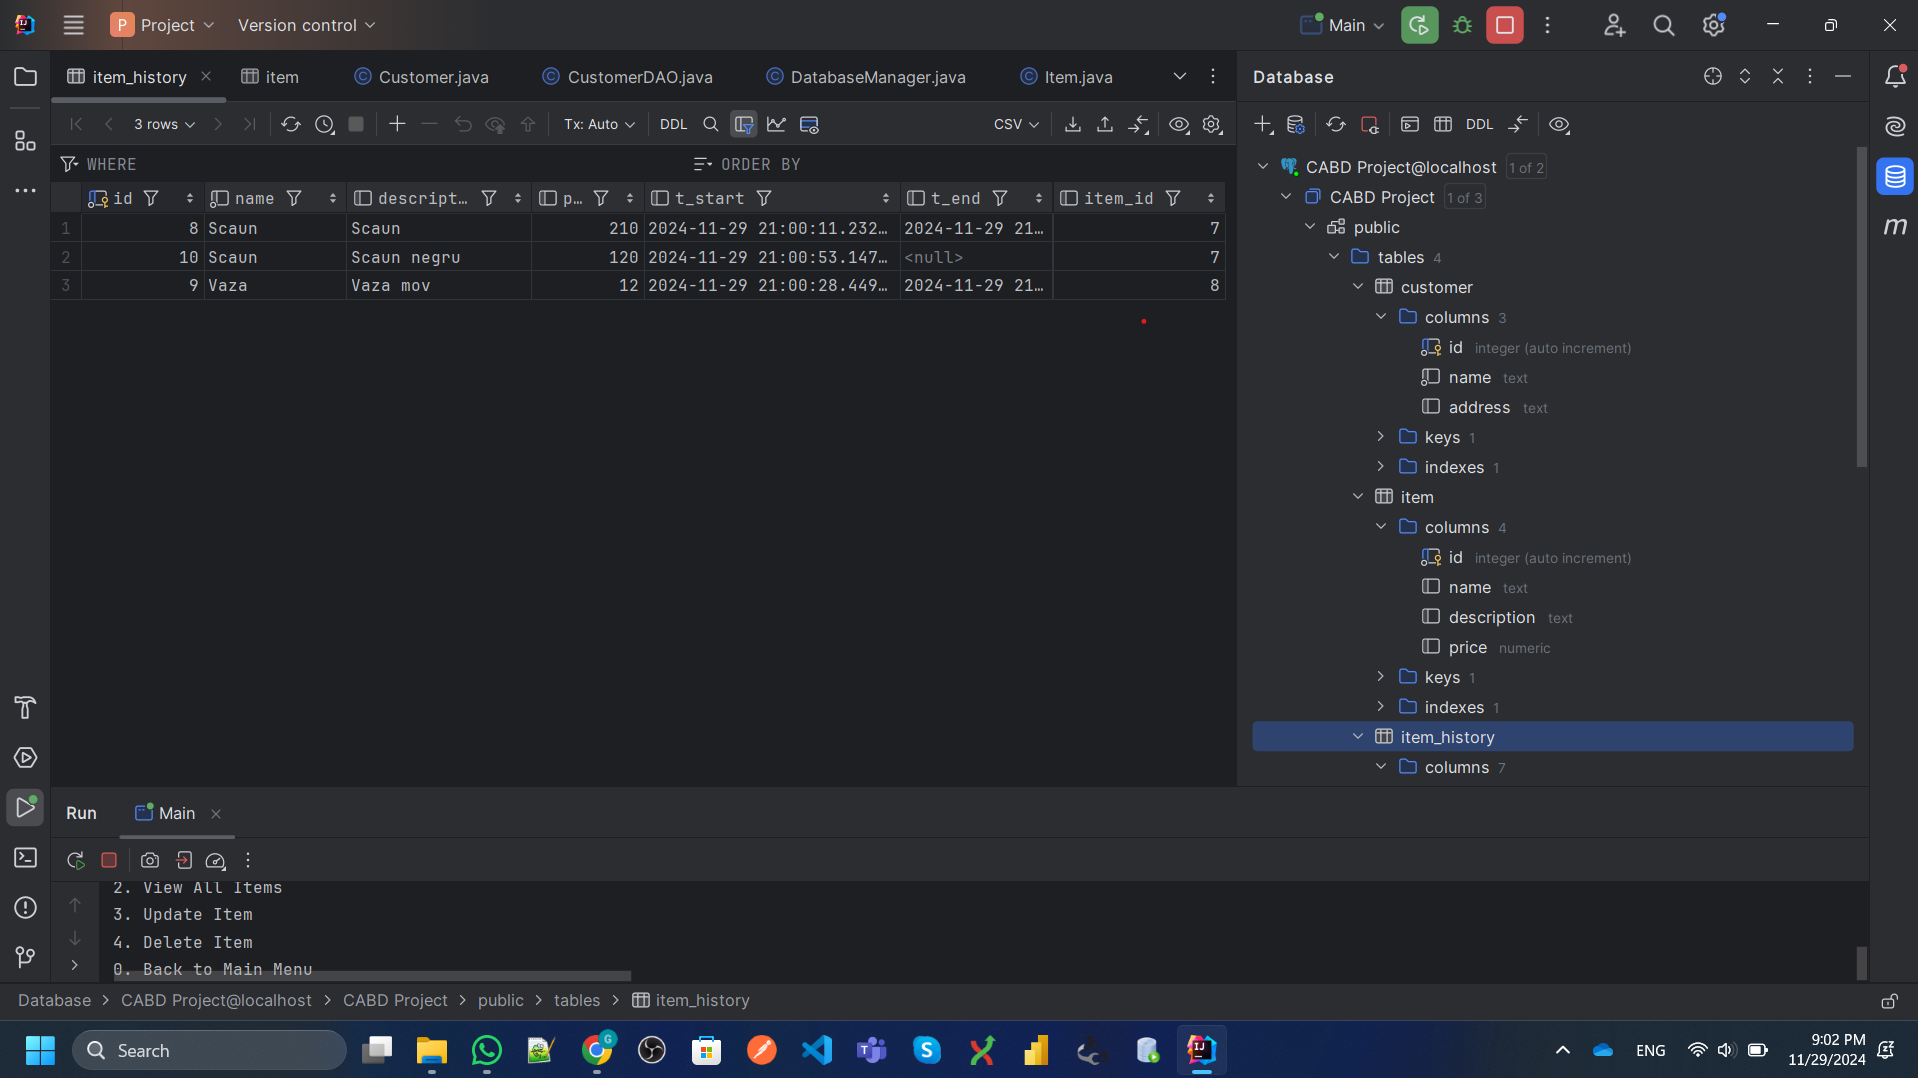 P Project Version control Main
item_history item Customer.java CustomerDAO.java DatabaseManager.java Item.java Database
3 rows Tx: Auto DDL CSV DDL
WHERE ORDER BY
id name descript… p… t_start t_end item_id
1 8 Scaun Scaun 210 2024-11-29 21:00:11.232… 2024-11-29 21… 7
2 10 Scaun Scaun negru 120 2024-11-29 21:00:53.147… <null> 7
3 9 Vaza Vaza mov 12 2024-11-29 21:00:28.449… 2024-11-29 21… 8
CABD Project@localhost 1 of 2
CABD Project 1 of 3
public
tables 4
customer
columns 3
id integer (auto increment)
name text
address text
keys 1
indexes 1
item
columns 4
id integer (auto increment)
name text
description text
price numeric
keys 1
indexes 1
item_history
columns 7
m
Run Main
2. View All Items
3. Update Item
4. Delete Item
0. Back to Main Menu
Database > CABD Project@localhost > CABD Project > public > tables > item_history
Search
ENG
9:02 PM
11/29/2024